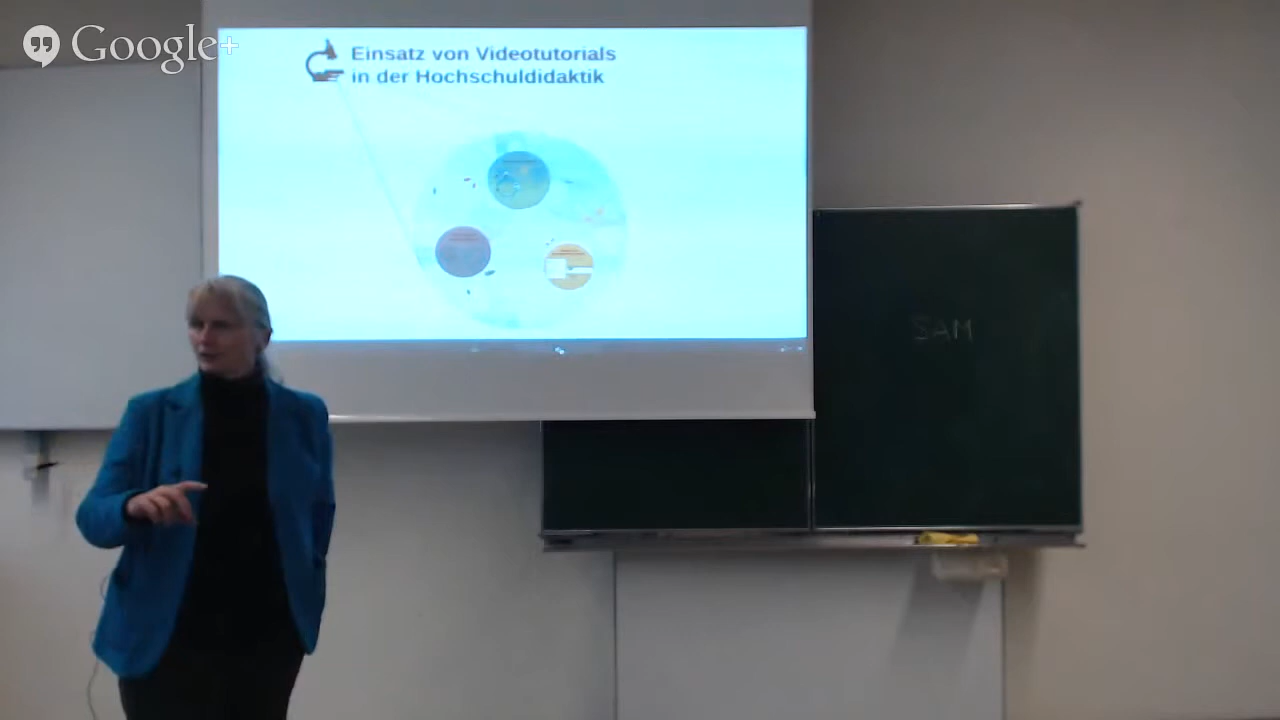 Google+
Einsatz von Videotutorials
in der Hochschuldidaktik
SAM